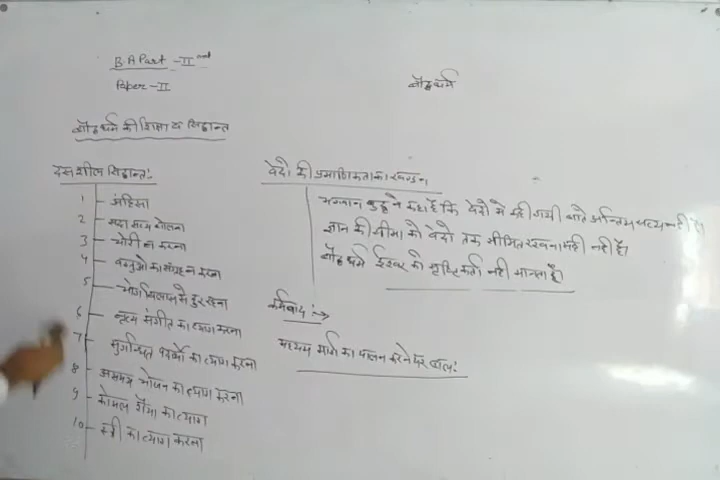 B A Part - II nd
Paper - II
बौद्धधर्म
बौद्धधर्म की शिक्षा व सिद्धान्त
दस शील सिद्धान्त:
1 - अंहिसा
2 - सदा सत्य बोलना
3 - चोरी न करना
4 - वस्तुओ का संग्रह न करना
5 - भोग विलास से दूर रहना
6 - नृत्य संगीत का त्याग करना
7 - सुगन्धित पदार्थो का त्याग करना
8 - असमय भोजन का त्याग करना
9 - कोमल शैया का त्याग
10 - स्त्री का त्याग करना
वेदो की प्रमाणिकता का खण्डन
भगवान बुद्ध ने कहा है कि वेदो मे कही गयी बाते अन्तिम सत्य नही है।
ज्ञान की सीमा को वेदो तक सीमित रखना सही नही है।
बौद्ध धर्म ईश्वर को सृष्टिकर्ता नही मानता है।
कर्मवाद :→
मध्यम मार्ग का पालन करने पर बल: